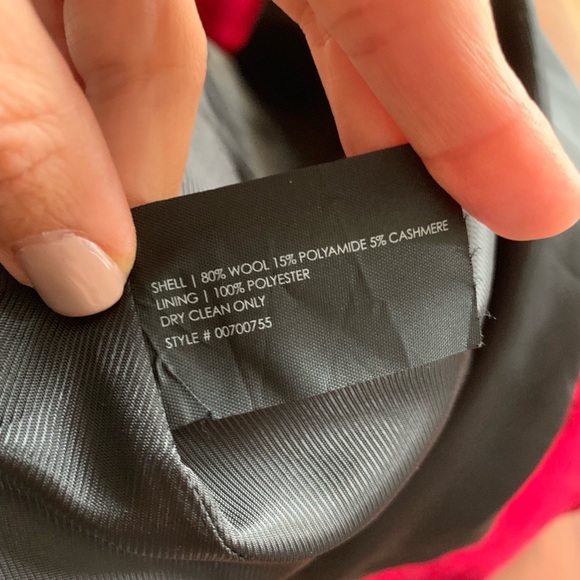 SHELL | 80% WOOL 15% POLYAMIDE 5% CASHMERE
LINING | 100% POLYESTER
DRY CLEAN ONLY
STYLE # 00700755